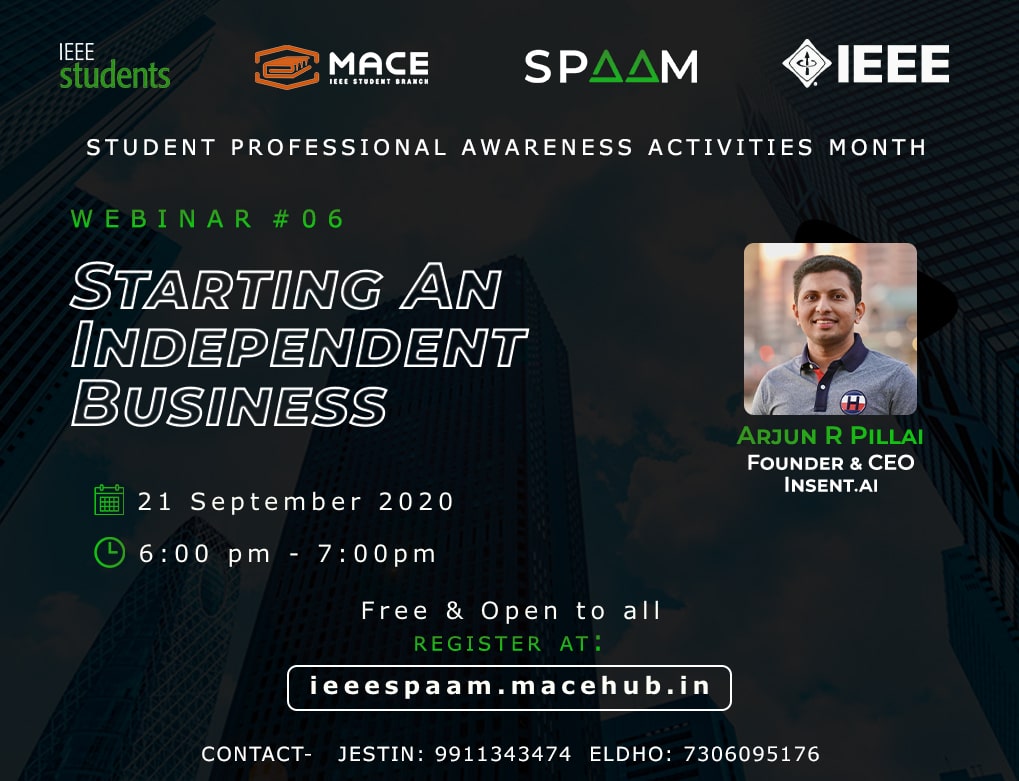 IEEE
students
MACE
IEEE STUDENT BRANCH
SPAAM
IEEE
STUDENT PROFESSIONAL AWARENESS ACTIVITIES MONTH
WEBINAR #06
STARTING AN
INDEPENDENT
BUSINESS
H
ARJUN R PILLAI
FOUNDER & CEO
INSENT.AI
21 September 2020
6:00 pm - 7:00pm
Free & Open to all
REGISTER AT:
ieeespaam.macehub.in
CONTACT- JESTIN: 9911343474 ELDHO: 7306095176